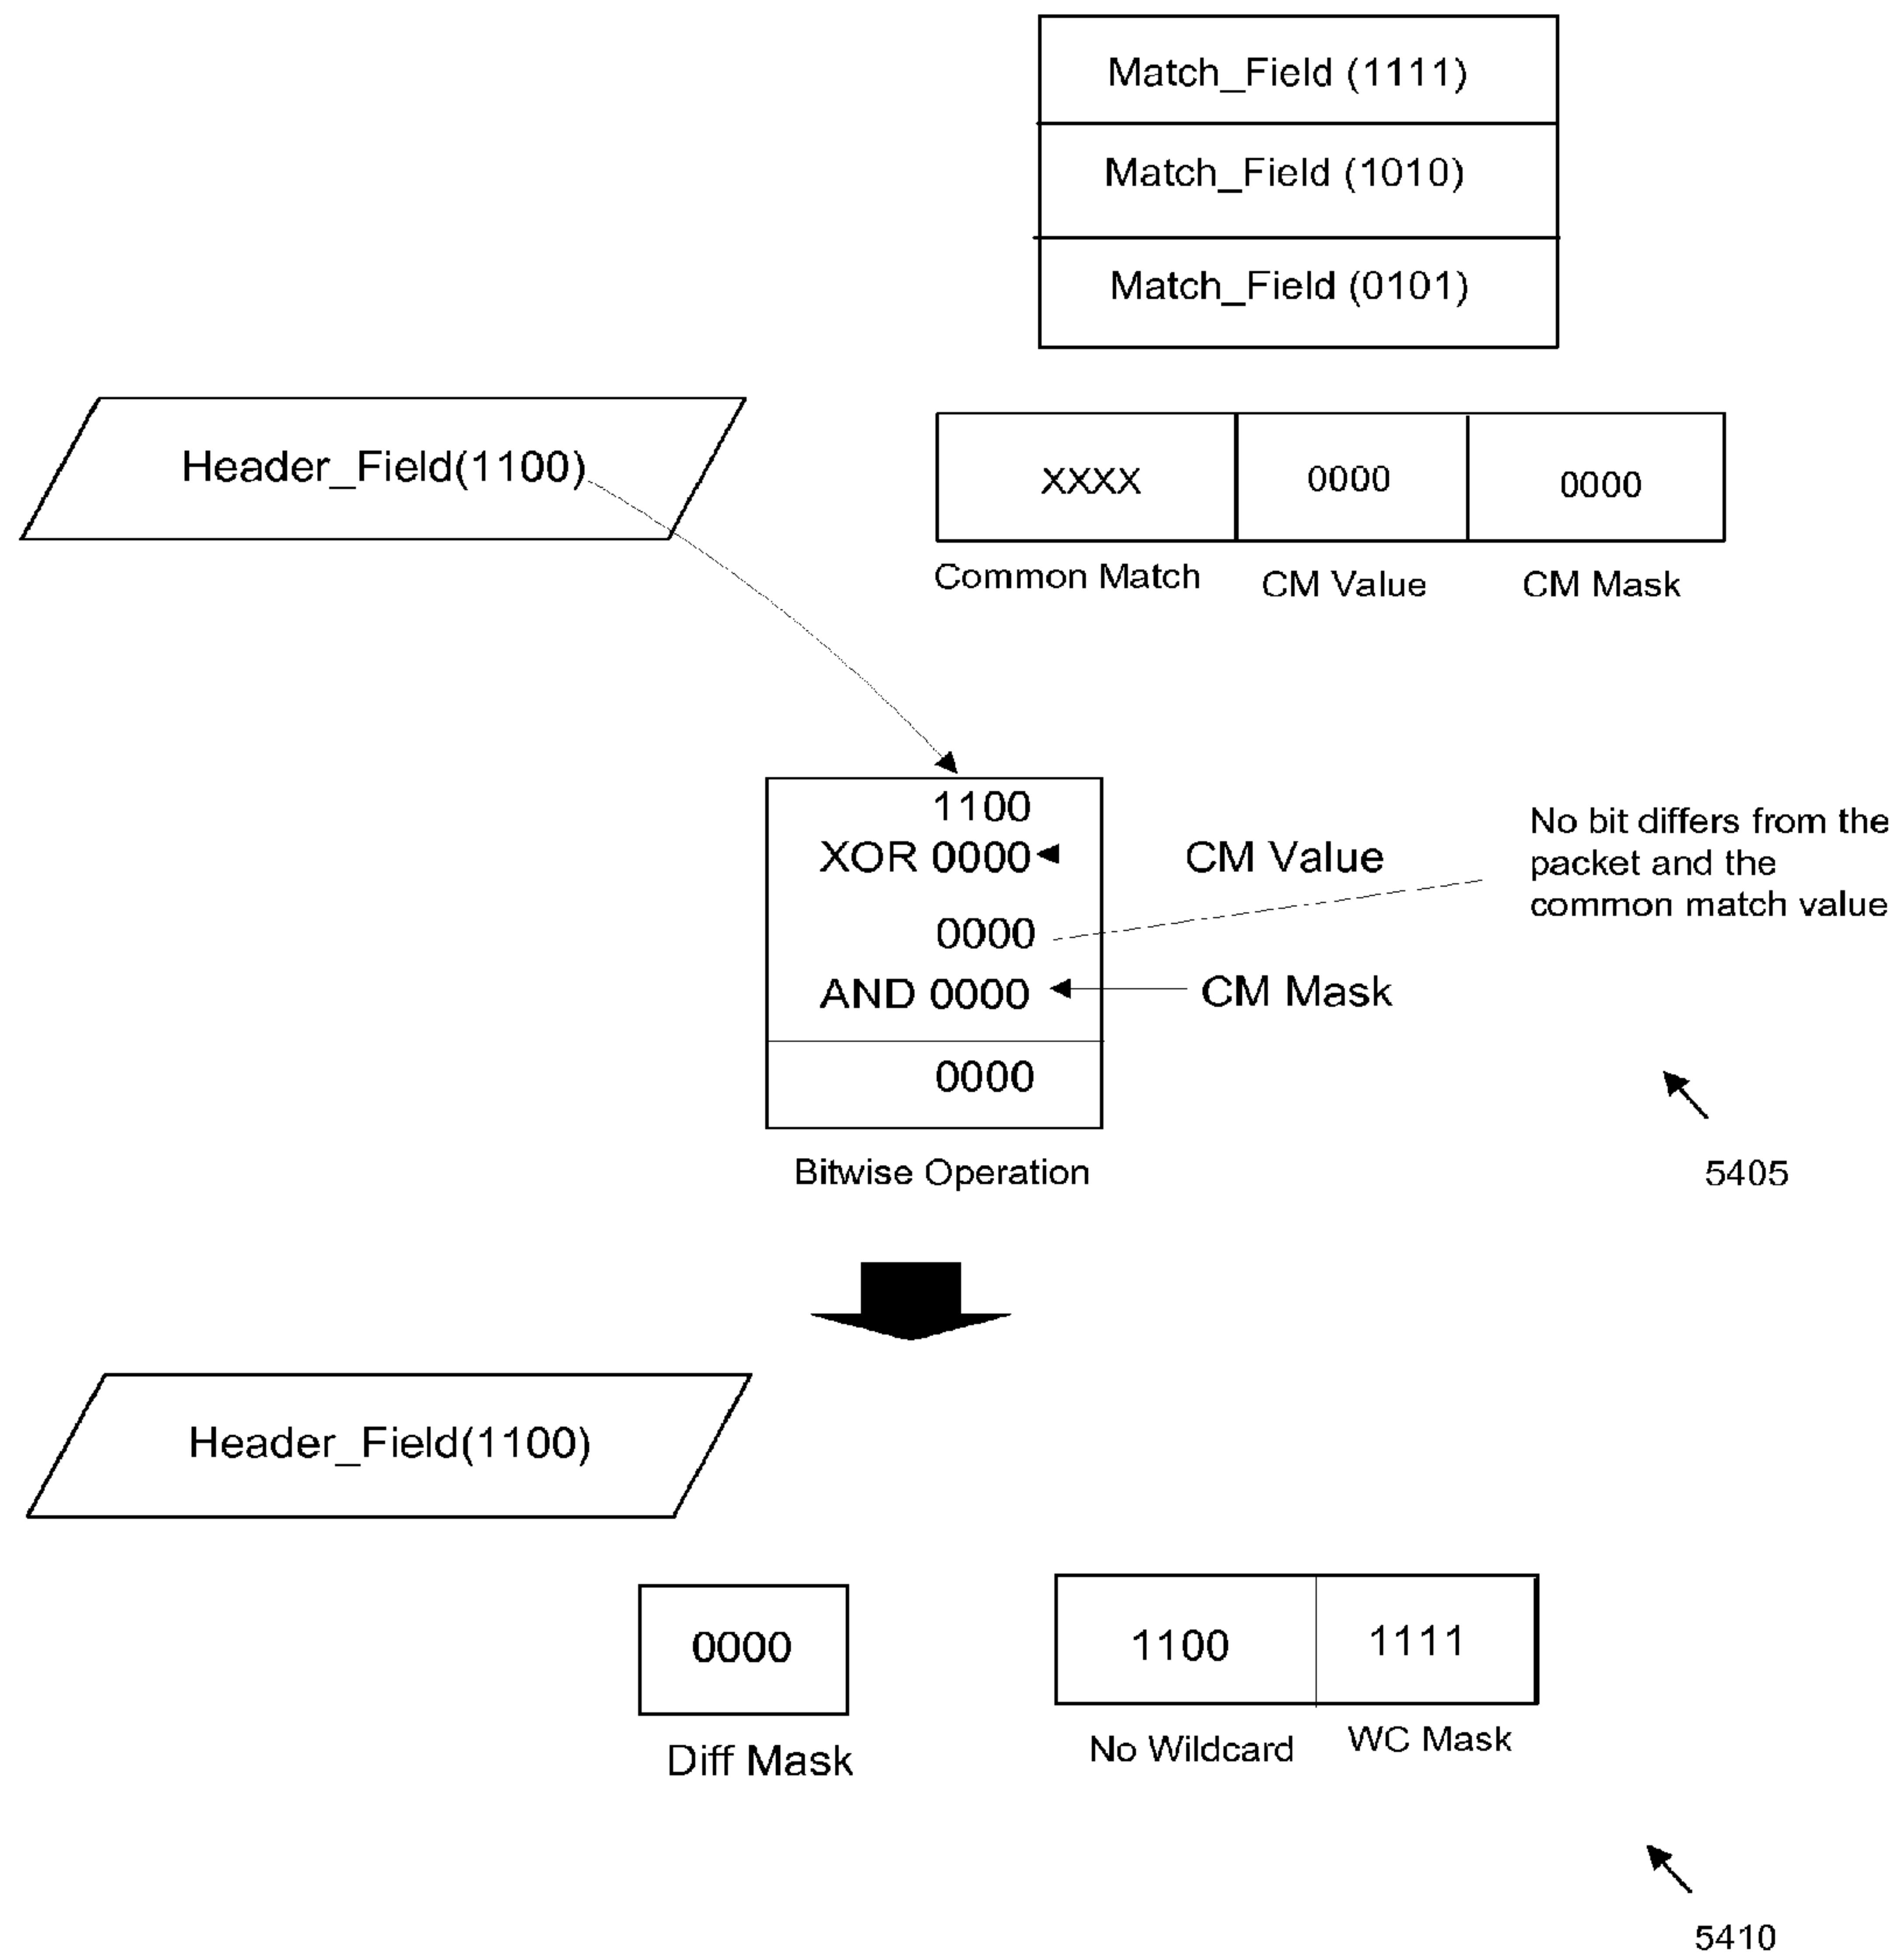 Match_Field (1111)
Match_Field (1010)
Match_Field (0101)
Header_Field(1100)
XXXX
0000
0000
Common Match
CM Value
CM Mask
1100
XOR 0000
CM Value
0000
AND 0000
CM Mask
0000
Bitwise Operation
No bit differs from the
packet and the
common match value
5405
Header_Field(1100)
0000
Diff Mask
1100
1111
No Wildcard
WC Mask
5410